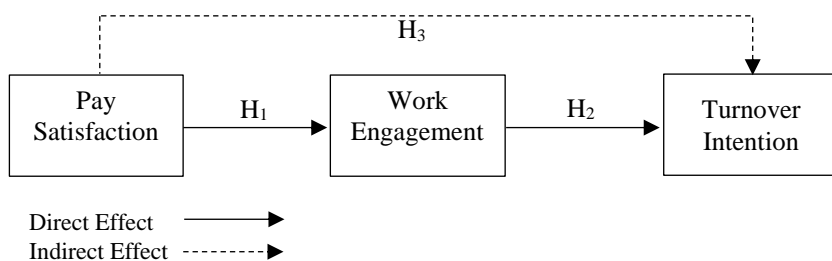 H₃
Pay
Satisfaction
H₁
Work
Engagement
H₂
Turnover
Intention
Direct Effect
Indirect Effect